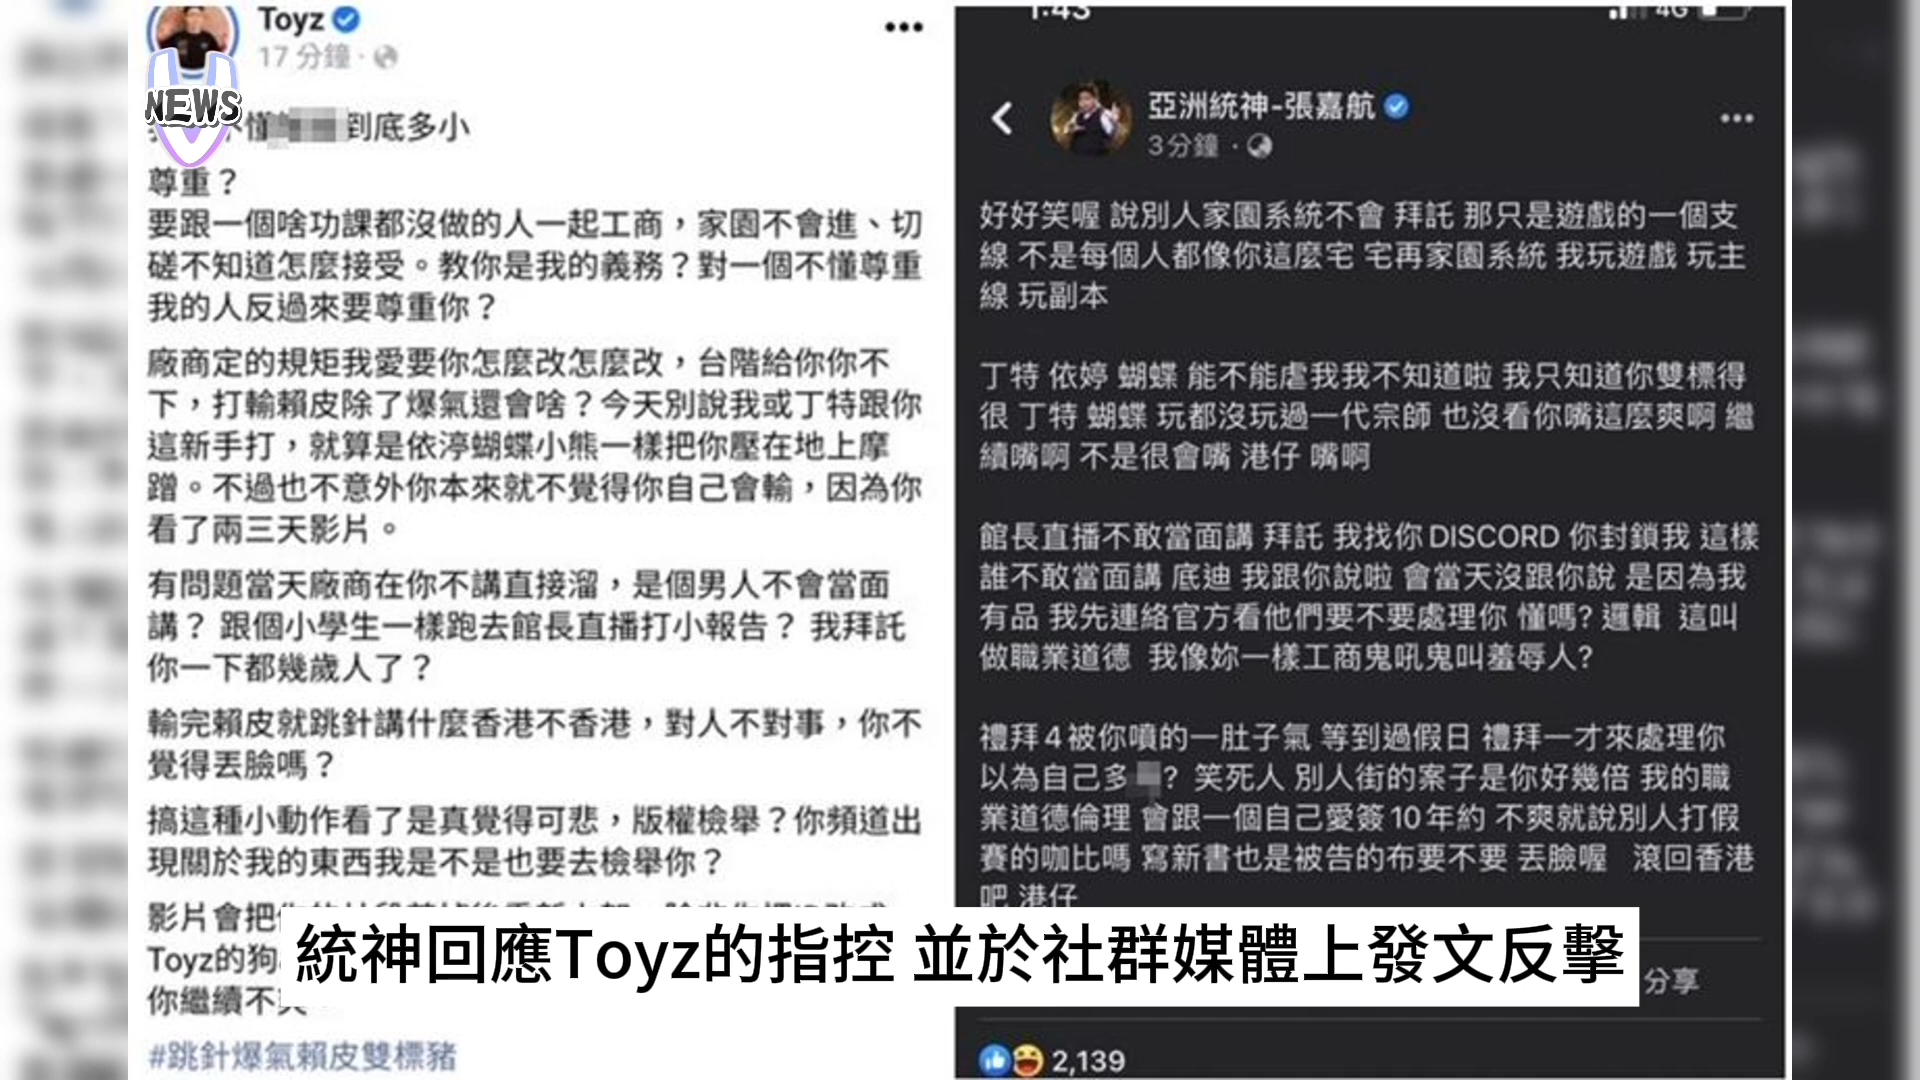 Toyz
17 分鐘
NEWS
不懂 到底多小
尊重？
要跟一個啥功課都沒做的人一起工商，家園不會進、切
磋不知道怎麼接受。教你是我的義務？對一個不懂尊重
我的人反過來要尊重你？
廠商定的規矩我愛要你怎麼改怎麼改，台階給你你不
下，打輸賴皮除了爆氣還會啥？今天別說我或丁特跟你
這新手打，就算是依渟蝴蝶小熊一樣把你壓在地上摩
蹭。不過也不意外你本來就不覺得你自己會輸，因為你
看了兩三天影片。
有問題當天廠商在你不講直接溜，是個男人不會當面
講？ 跟個小學生一樣跑去館長直播打小報告？ 我拜託
你一下都幾歲人了？
輸完賴皮就跳針講什麼香港不香港，對人不對事，你不
覺得丟臉嗎？
搞這種小動作看了是真覺得可悲，版權檢舉？你頻道出
現關於我的東西我是不是也要去檢舉你？
影片會把你的
Toyz的狗
你繼續不
#跳針爆氣賴皮雙標豬
1:43
4G
亞洲統神-張嘉航
3分鐘
好好笑喔 說別人家園系統不會 拜託 那只是遊戲的一個支
線 不是每個人都像你這麼宅 宅再家園系統 我玩遊戲 玩主
線 玩副本
丁特 依婷 蝴蝶 能不能虐我我不知道啦 我只知道你雙標得
很 丁特 蝴蝶 玩都沒玩過一代宗師 也沒看你嘴這麼爽啊 繼
續嘴啊 不是很會嘴 港仔 嘴啊
館長直播不敢當面講 拜託 我找你DISCORD 你封鎖我 這樣
誰不敢當面講 底迪 我跟你說啦 會當天沒跟你說 是因為我
有品 我先連絡官方看他們要不要處理你 懂嗎? 邏輯 這叫
做職業道德 我像妳一樣工商鬼吼鬼叫羞辱人?
禮拜4被你噴的一肚子氣 等到過假日 禮拜一才來處理你
以為自己多 ? 笑死人 別人街的案子是你好幾倍 我的職
業道德倫理 會跟一個自己愛簽10年約 不爽就說別人打假
賽的咖比嗎 寫新書也是被告的布要不要 丟臉喔 滾回香港
吧 港仔
分享
2,139
統神回應Toyz的指控 並於社群媒體上發文反擊